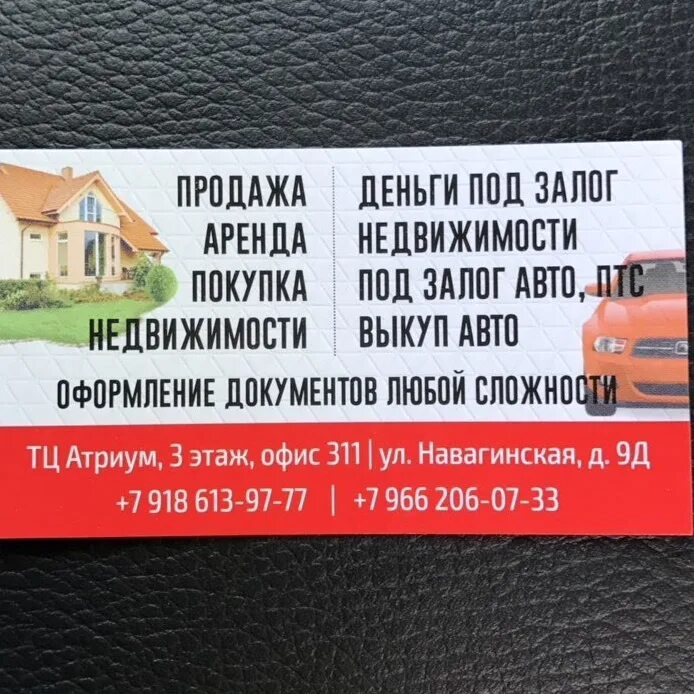 ПРОДАЖА
АРЕНДА
ПОКУПКА
НЕДВИЖИМОСТИ
ДЕНЬГИ ПОД ЗАЛОГ
НЕДВИЖИМОСТИ
ПОД ЗАЛОГ АВТО, ПТС
ВЫКУП АВТО
ОФОРМЛЕНИЕ ДОКУМЕНТОВ ЛЮБОЙ СЛОЖНОСТИ
ТЦ Атриум, 3 этаж, офис 311 | ул. Навагинская, д. 9Д
+7 918 613-97-77 | +7 966 206-07-33